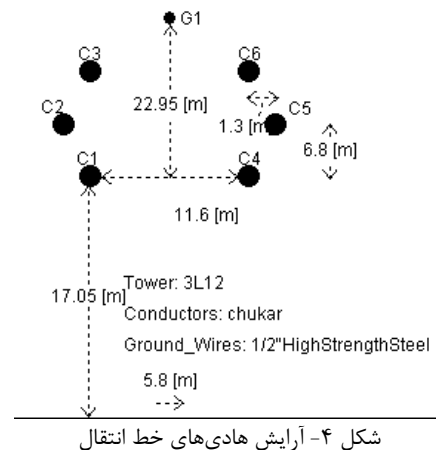 G1
C3
C6
22.95 [m]
C2
C5
1.3 [m]
6.8 [m]
C1
C4
11.6 [m]
17.05 [m]
Tower: 3L12
Conductors: chukar
Ground_Wires: 1/2"HighStrengthSteel
5.8 [m]
شکل ۴- آرایش هادی‌های خط انتقال